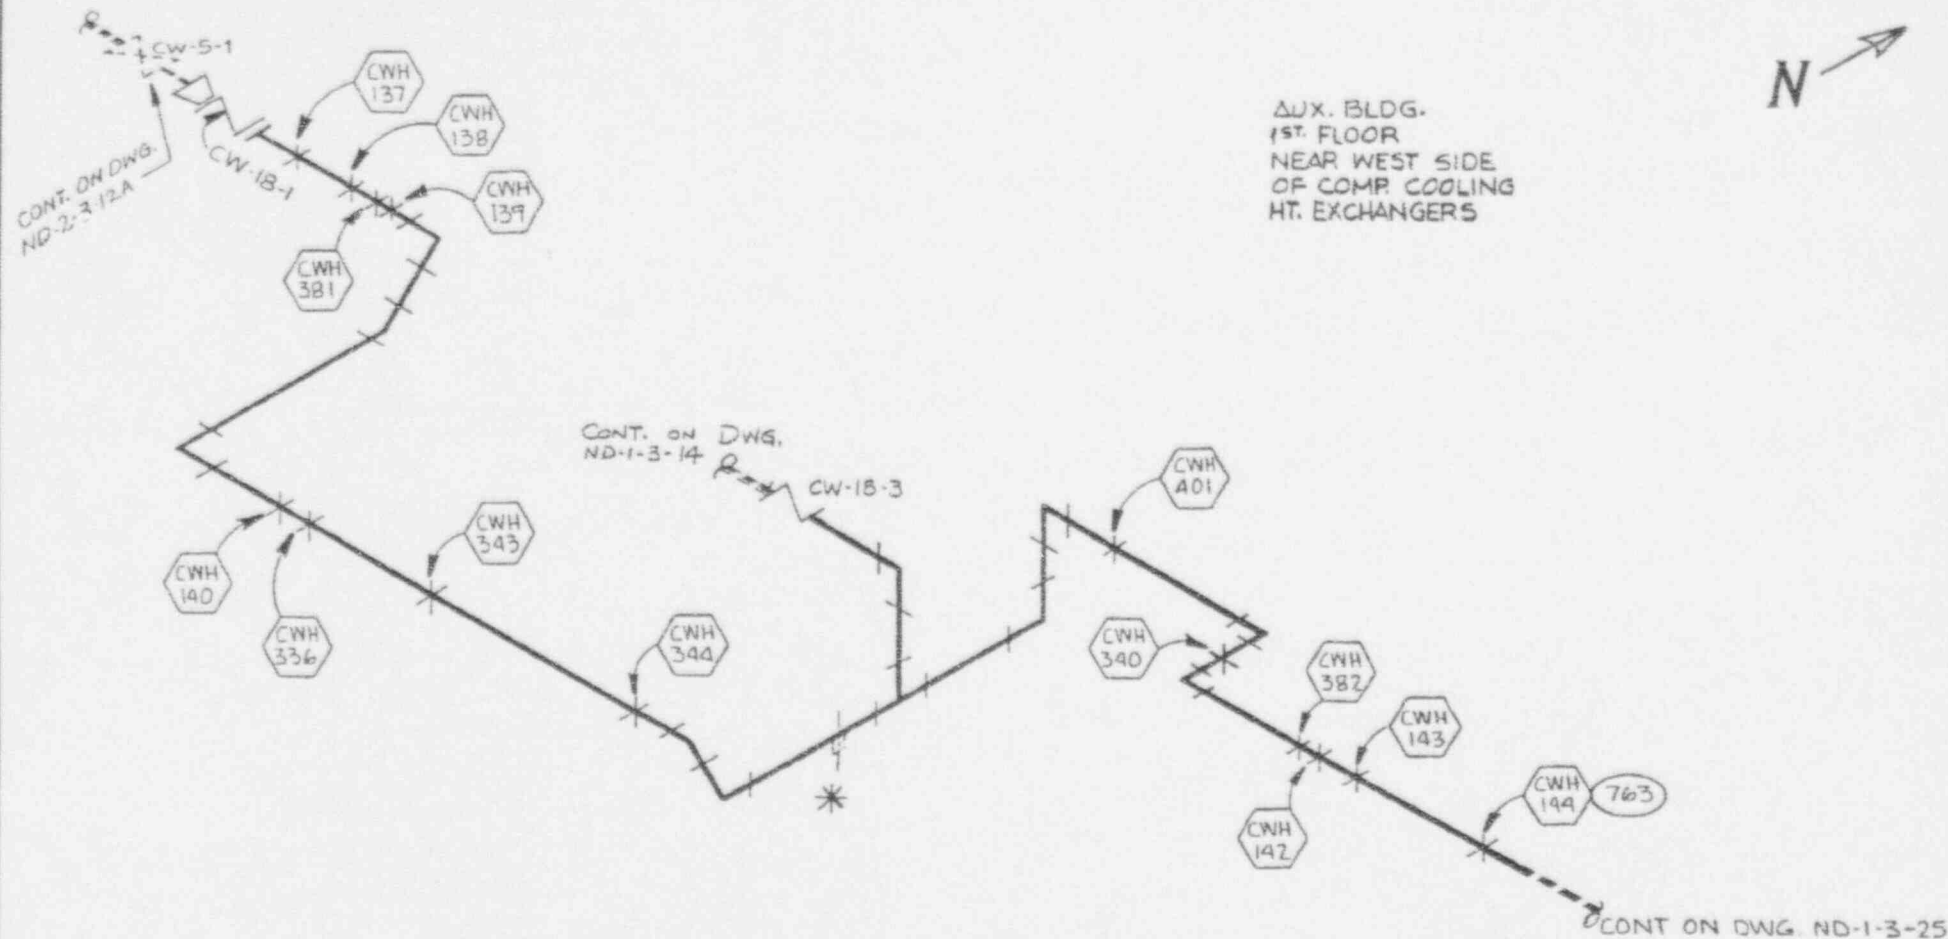 CW-5-1
CWH
137
CWH
138
CWH
139
CWH
381
CW-18-1
CONT. ON DWG.
ND-2-3-12A
N
AUX. BLDG.
1ST. FLOOR
NEAR WEST SIDE
OF COMP. COOLING
HT. EXCHANGERS
CONT. ON DWG.
ND-1-3-14
CW-18-3
CWH
401
CWH
343
CWH
140
CWH
336
CWH
344
CWH
340
CWH
382
CWH
143
CWH
144
763
CWH
142
CONT ON DWG. ND-1-3-25